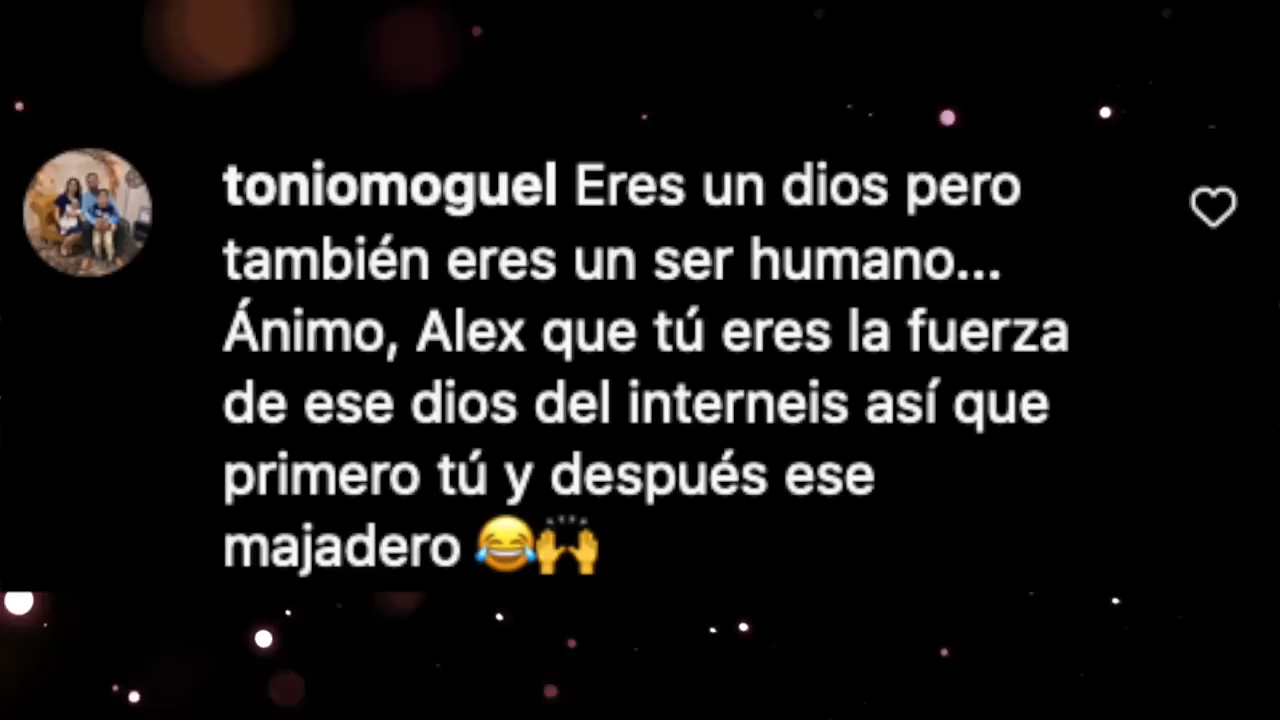 toniomoguel Eres un dios pero
también eres un ser humano...
Ánimo, Alex que tú eres la fuerza
de ese dios del interneis así que
primero tú y después ese
majadero 😂🙌